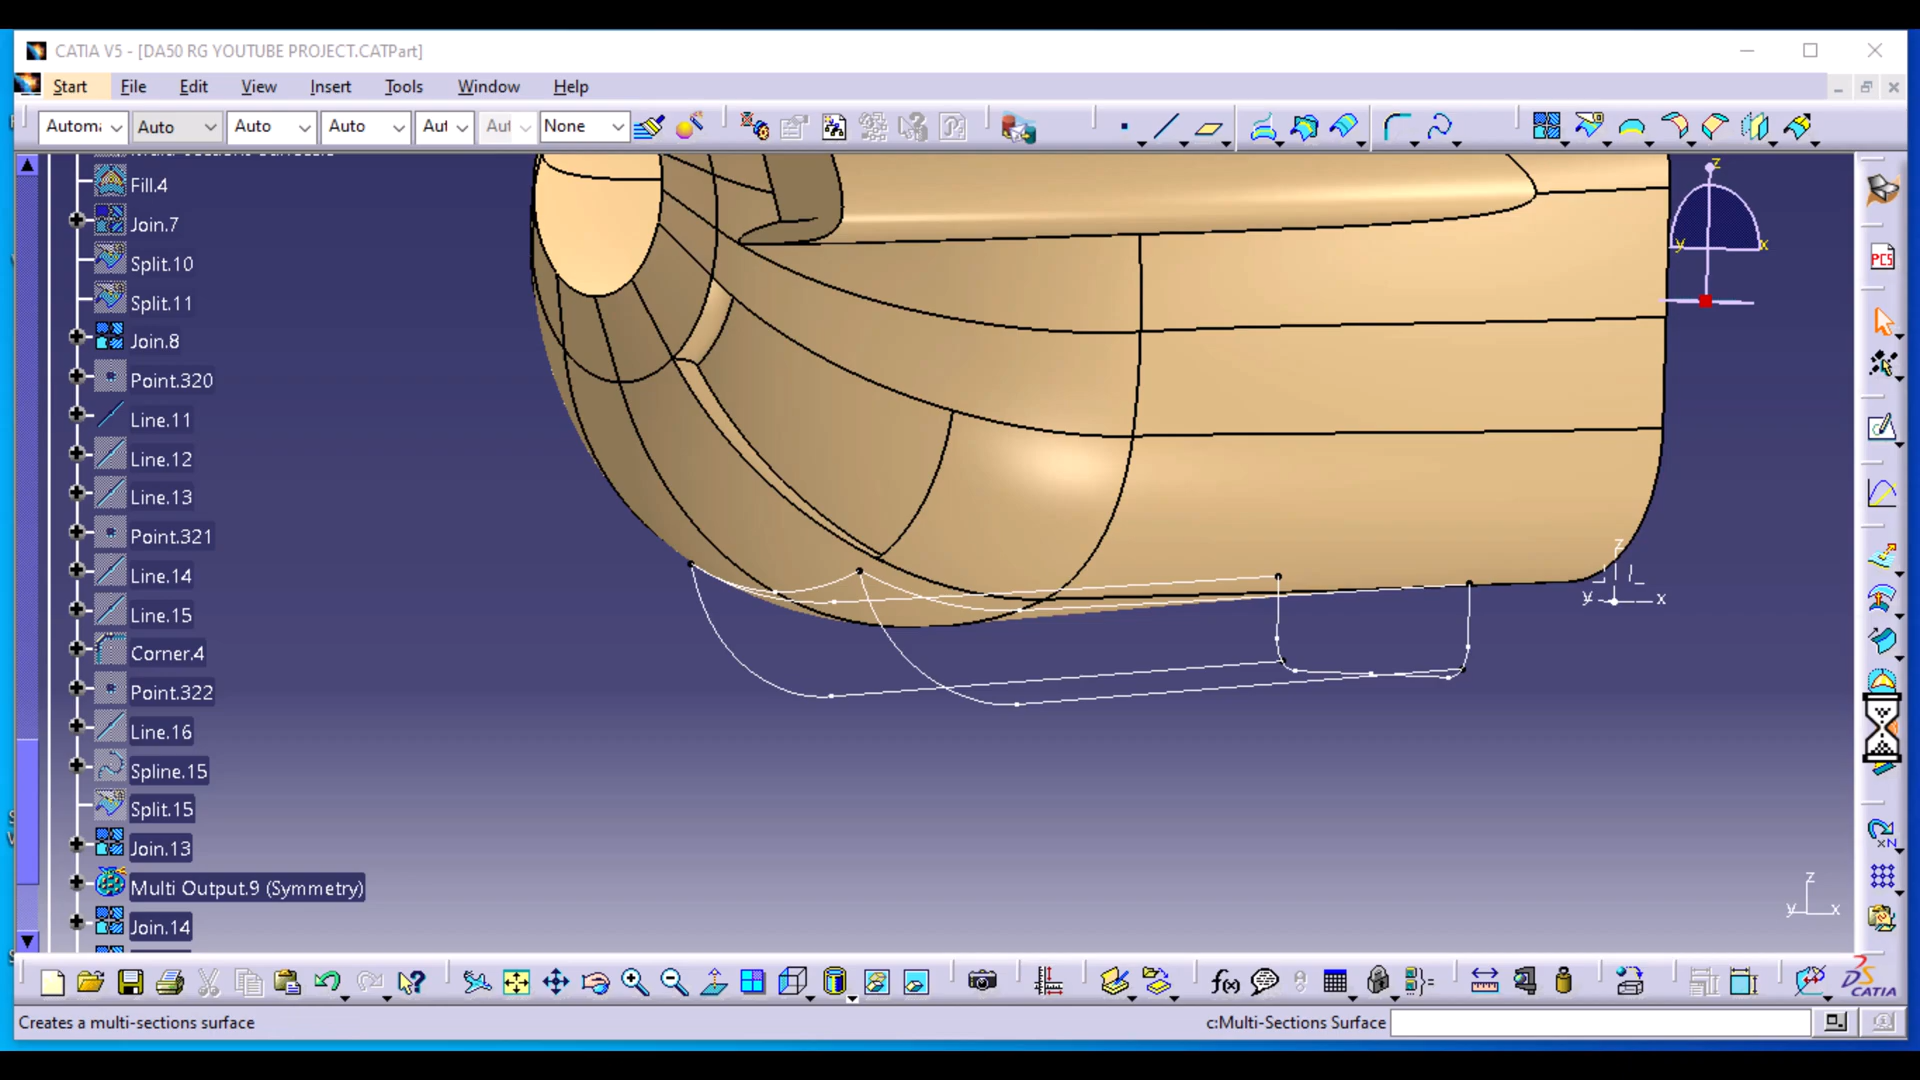 CATIA V5 - [DA50 RG YOUTUBE PROJECT.CATPart]
Start File Edit View Insert Tools Window Help
Automa Auto Auto Auto Aut Aut None
Fill.4
Join.7
Split.10
Split.11
Join.8
Point.320
Line.11
Line.12
Line.13
Point.321
Line.14
Line.15
Corner.4
Point.322
Line.16
Spline.15
Split.15
Join.13
Multi Output.9 (Symmetry)
Join.14
z
y x
PCS
z
y x
z
y x
xN
f(x)
CATIA
Creates a multi-sections surface
c:Multi-Sections Surface